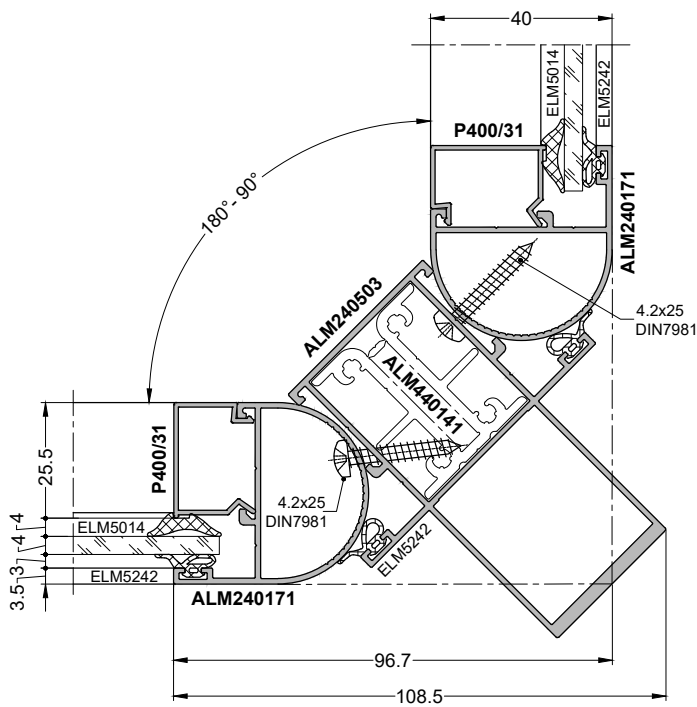 40
ELM5014
ELM5242
P400/31
ALM240171
180° - 90°
4.2x25
DIN7981
ALM240503
ALM440141
25.5
P400/31
4.2x25
DIN7981
4
ELM5014
4
3
ELM5242
3.5
ELM5242
ALM240171
96.7
108.5